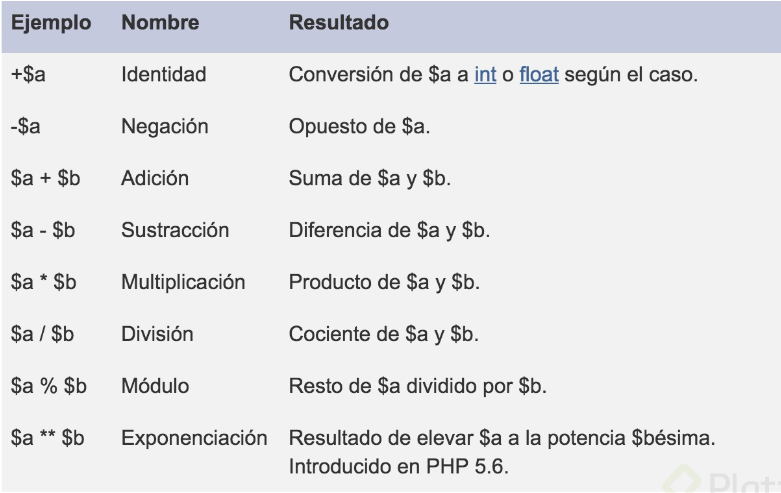 Ejemplo Nombre Resultado
+$a Identidad Conversión de $a a int o float según el caso.
-$a Negación Opuesto de $a.
$a + $b Adición Suma de $a y $b.
$a - $b Sustracción Diferencia de $a y $b.
$a * $b Multiplicación Producto de $a y $b.
$a / $b División Cociente de $a y $b.
$a % $b Módulo Resto de $a dividido por $b.
$a ** $b Exponenciación Resultado de elevar $a a la potencia $bésima.
Introducido en PHP 5.6.